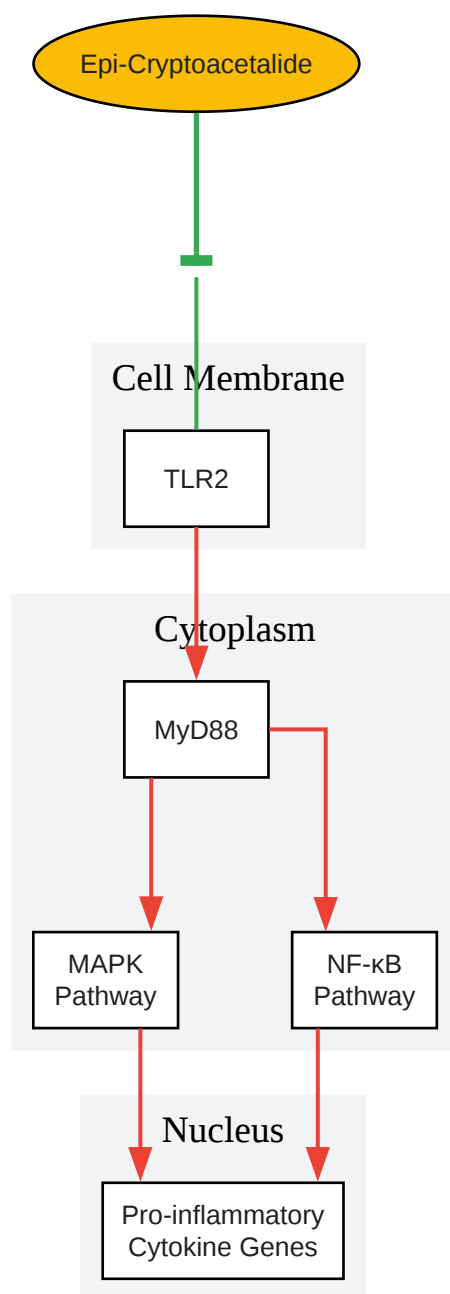 Epi-Cryptoacetalide
Cell Membrane
TLR2
Cytoplasm
MyD88
MAPK
Pathway
NF-κB
Pathway
Nucleus
Pro-inflammatory
Cytokine Genes